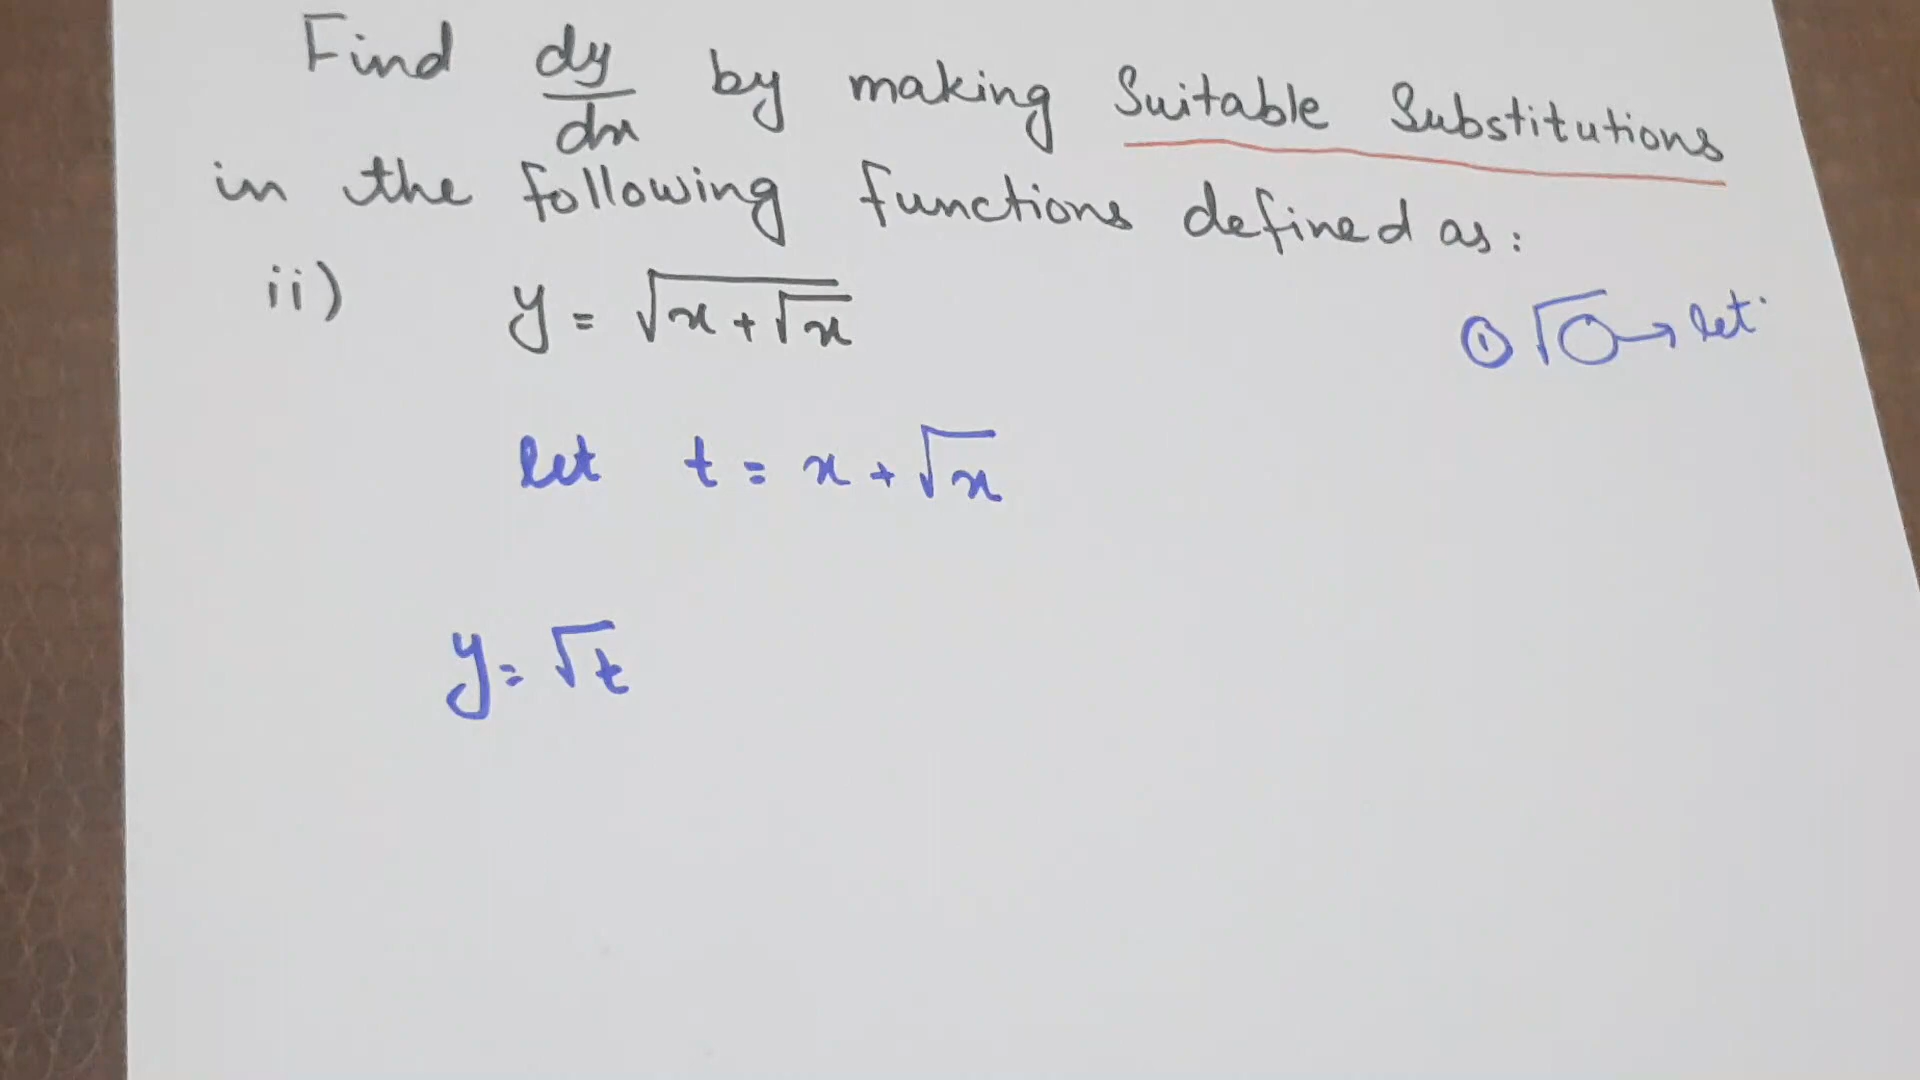 Find dy/dx by making Suitable Substitutions
in the following functions defined as:
ii) y = √(x + √x)
① √○ → let
let t = x + √x
y = √t